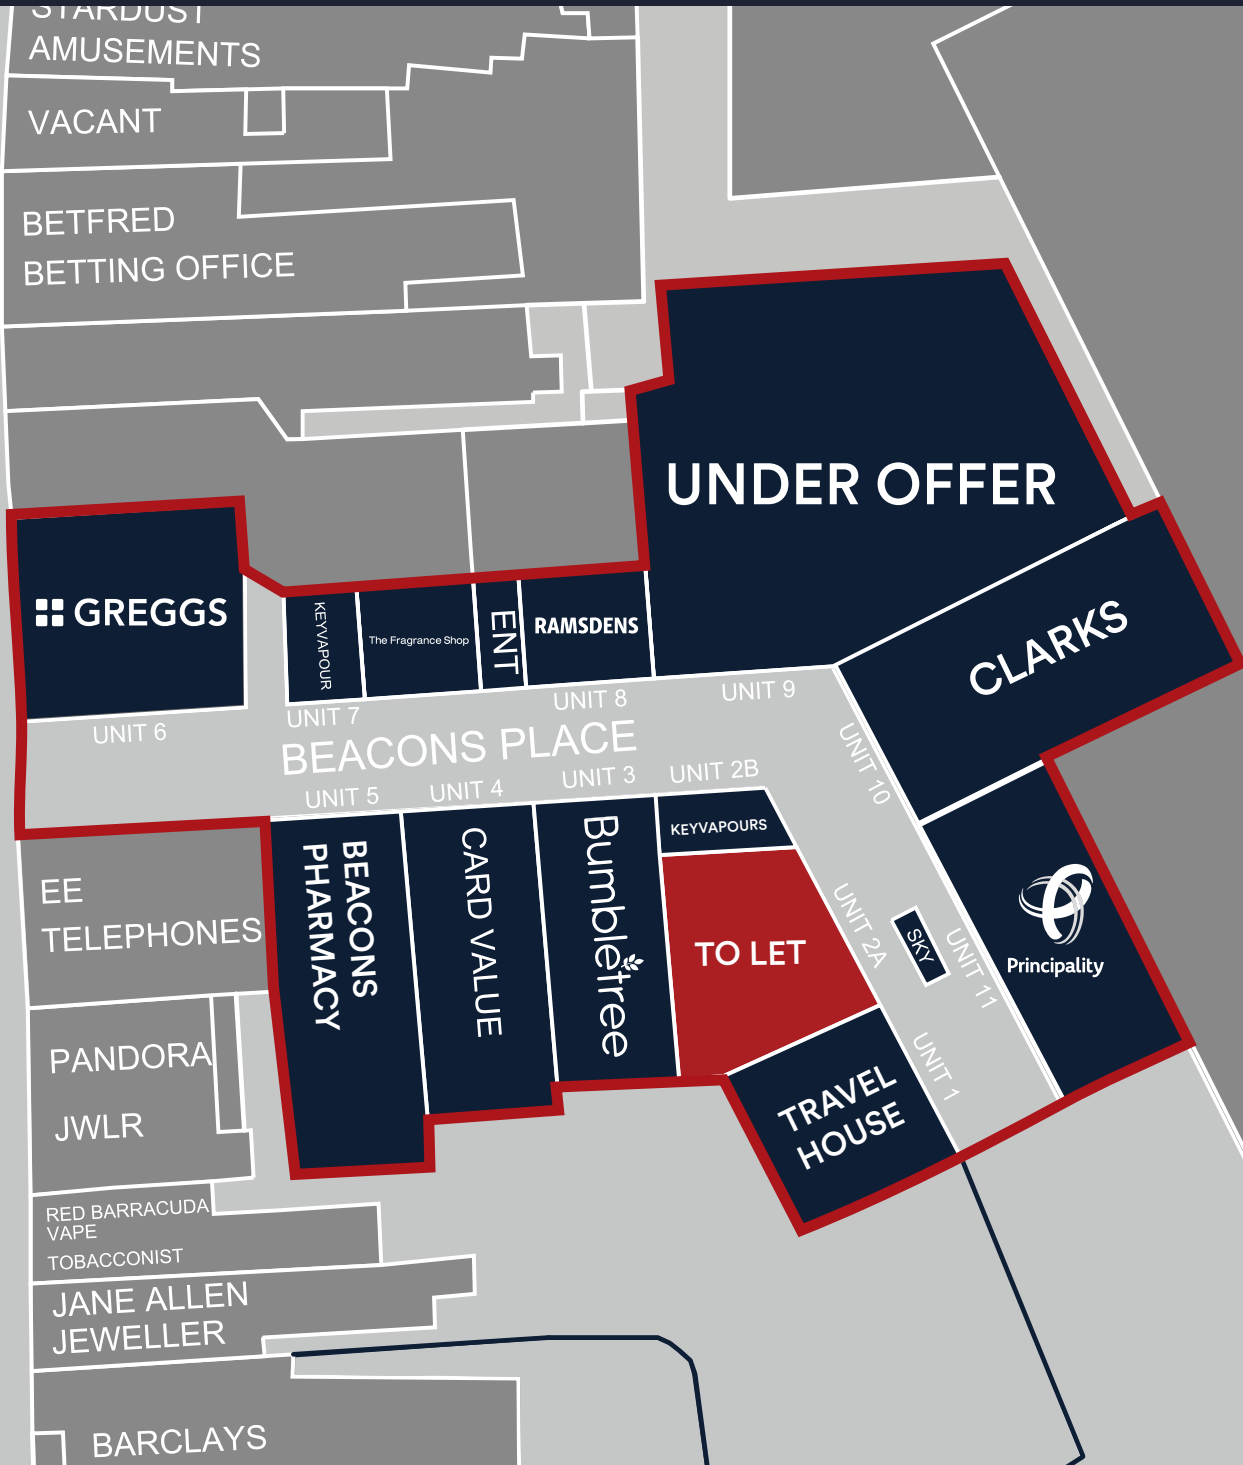 STARDUST
AMUSEMENTS
VACANT
BETFRED
BETTING OFFICE
UNDER OFFER
GREGGS
KEYVAPOUR
The Fragrance Shop
ENT
RAMSDENS
CLARKS
UNIT 6
UNIT 7
UNIT 8
UNIT 9
UNIT 10
BEACONS PLACE
UNIT 5
UNIT 4
UNIT 3
UNIT 2B
BEACONS
PHARMACY
CARD VALUE
Bumbletree
KEYVAPOURS
TO LET
UNIT 2A
SKY
UNIT 11
Principality
EE
TELEPHONES
UNIT 1
TRAVEL
HOUSE
PANDORA
JWLR
RED BARRACUDA
VAPE
TOBACCONIST
JANE ALLEN
JEWELLER
BARCLAYS